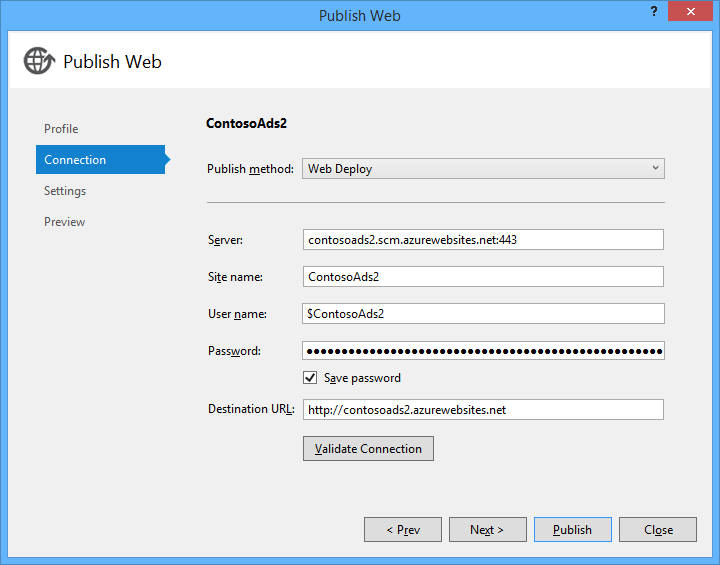 Publish Web
?
Publish Web
Profile
Connection
Settings
Preview
ContosoAds2
Publish method: Web Deploy
Server: contosoads2.scm.azurewebsites.net:443
Site name: ContosoAds2
User name: $ContosoAds2
Password: ●●●●●●●●●●●●●●●●●●●●●●●●●●●●●●●●●●●●●●●●●●●●●●●●●●●
Save password
Destination URL: http://contosoads2.azurewebsites.net
Validate Connection
< Prev Next > Publish Close